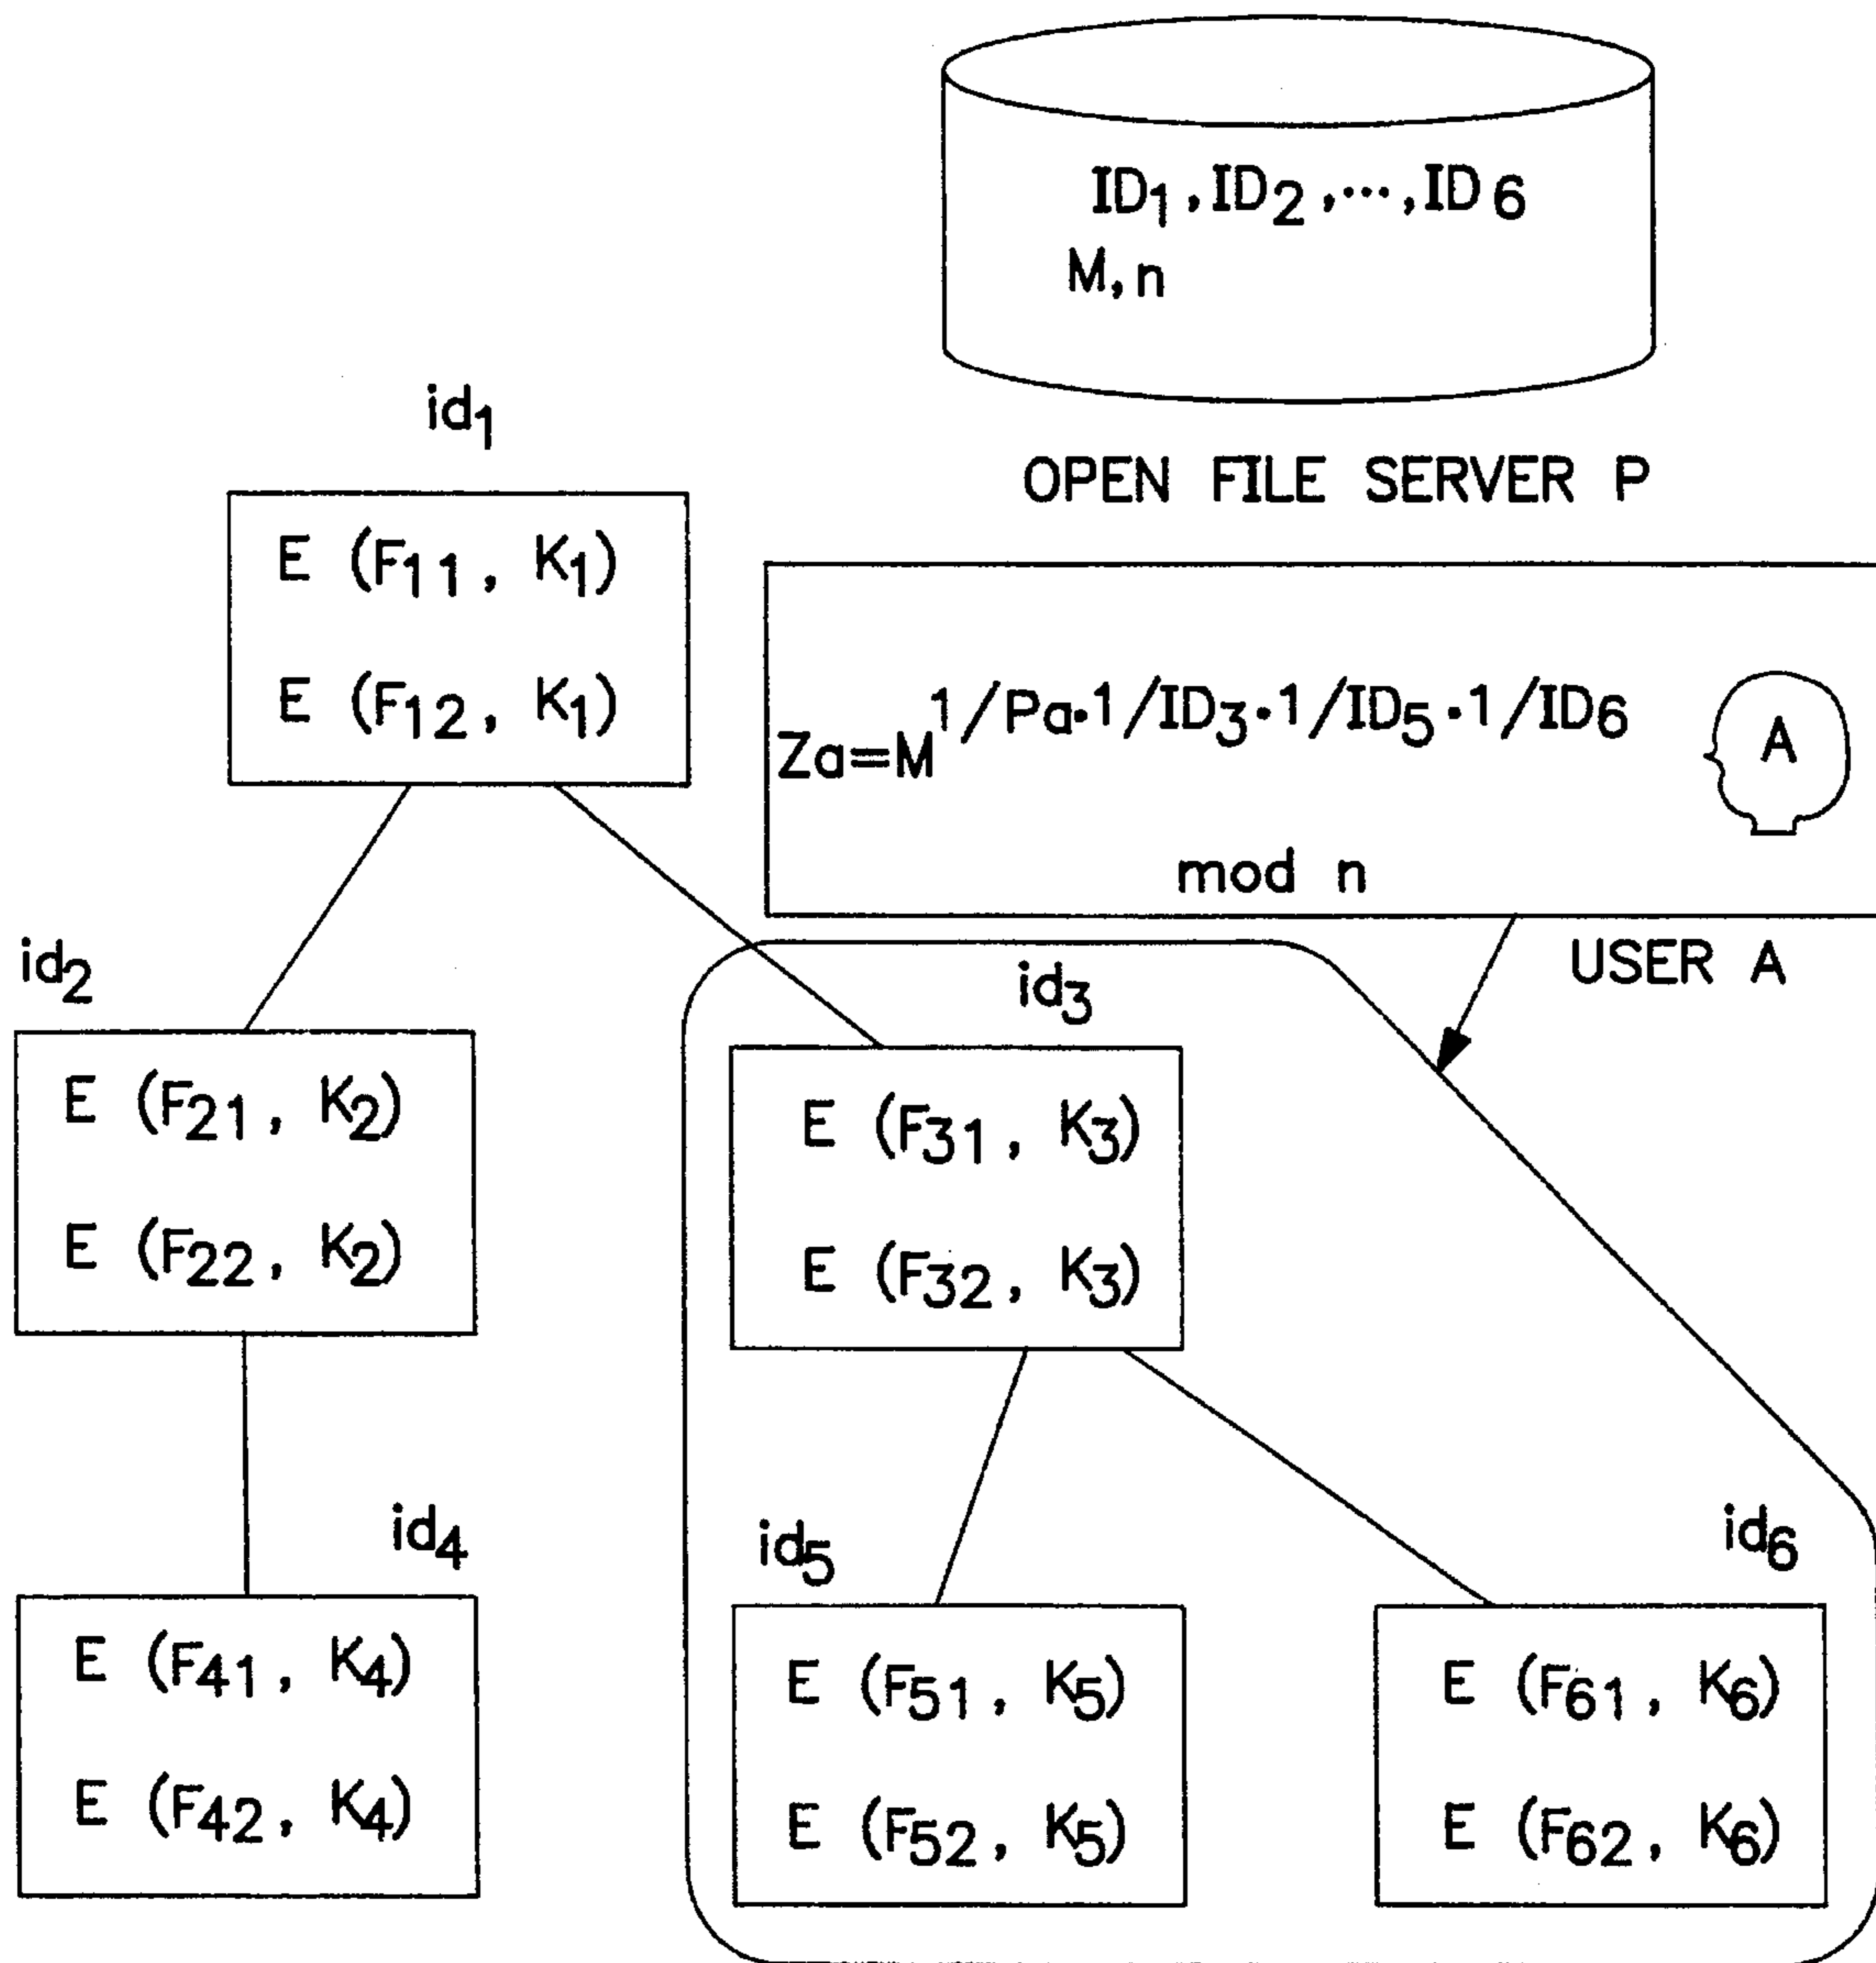 ID1,ID2,...,ID6
M,n
OPEN FILE SERVER P
id1
E (F11, K1)
E (F12, K1)
Za=M1/Pa·1/ID3·1/ID5·1/ID6
mod n
A
USER A
id2
E (F21, K2)
E (F22, K2)
id3
E (F31, K3)
E (F32, K3)
id4
E (F41, K4)
E (F42, K4)
id5
E (F51, K5)
E (F52, K5)
id6
E (F61, K6)
E (F62, K6)